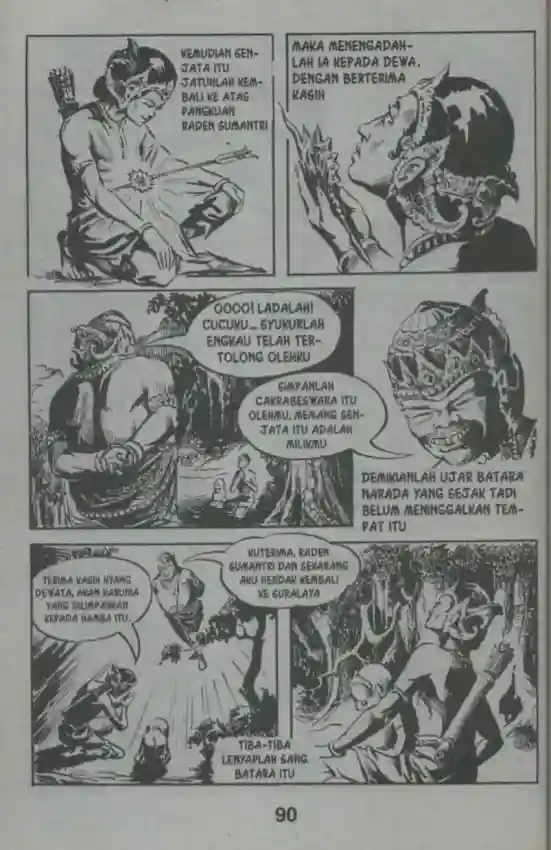 KEMUDIAN SEN-
JATA ITU
JATUHLAH KEM-
BALI KE ATAS
PANGKUAN
RADEN SUMANTRI
MAKA MENENGADAH-
LAH IA KEPADA DEWA.
DENGAN BERTERIMA
KASIH
OOOO! LADALAH!
CUCUKU... SYUKURLAH
ENGKAU TELAH TER-
TOLONG OLEHKU
SIMPANLAH
CAKRABESWARA ITU
OLEHMU. MEMANG SEN-
JATA ITU ADALAH
MILIKMU
DEMIKIANLAH UJAR BATARA
NARADA YANG SEJAK TADI
BELUM MENINGGALKAN TEM-
PAT ITU
TERIMA KASIH HYANG
DEWATA, AKAN KARUNIA
YANG DILIMPAHKAN
KEPADA HAMBA ITU.
KUTERIMA, RADEN
SUMANTRI DAN SEKARANG
AKU HENDAK KEMBALI
KE SURALAYA
TIBA-TIBA
LENYAPLAH SANG
BATARA ITU
90